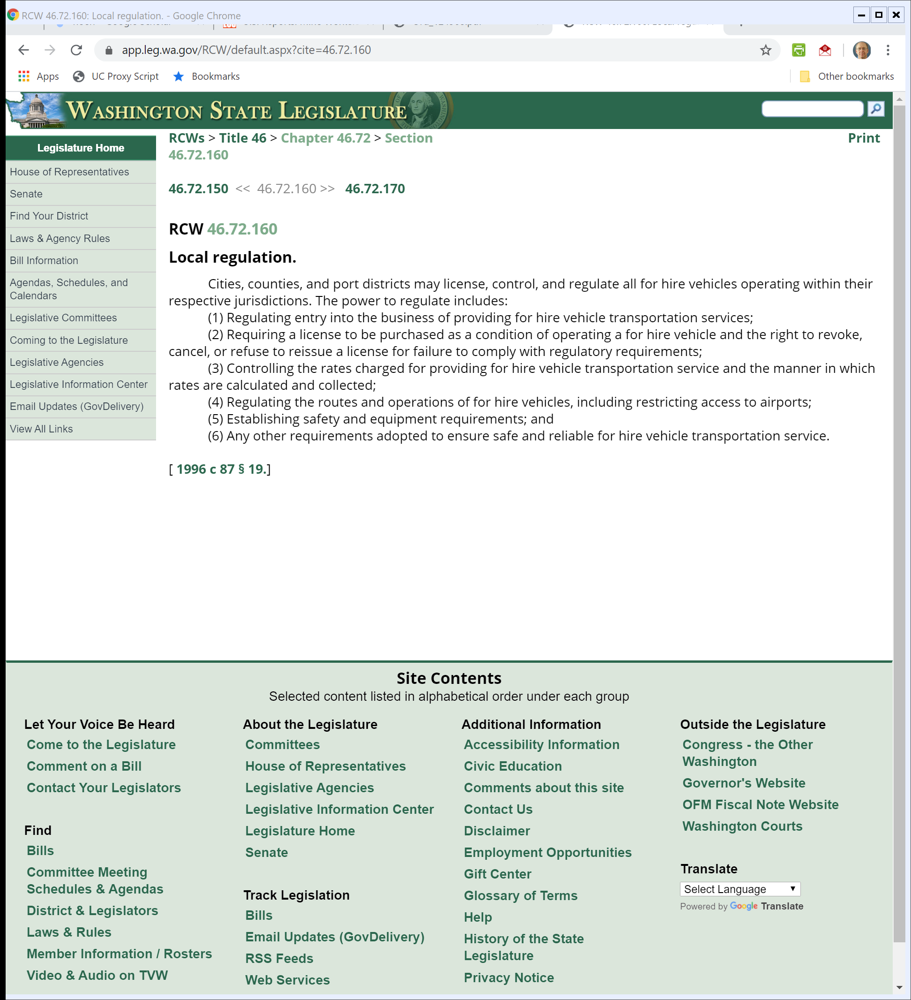 RCW 46.72.160: Local regulation. - Google Chrome
app.leg.wa.gov/RCW/default.aspx?cite=46.72.160
Apps UC Proxy Script Bookmarks Other bookmarks
WASHINGTON STATE LEGISLATURE
Legislature Home
House of Representatives
Senate
Find Your District
Laws & Agency Rules
Bill Information
Agendas, Schedules, and
Calendars
Legislative Committees
Coming to the Legislature
Legislative Agencies
Legislative Information Center
Email Updates (GovDelivery)
View All Links
RCWs > Title 46 > Chapter 46.72 > Section
46.72.160
Print
46.72.150 << 46.72.160 >> 46.72.170
RCW 46.72.160
Local regulation.
Cities, counties, and port districts may license, control, and regulate all for hire vehicles operating within their
respective jurisdictions. The power to regulate includes:
(1) Regulating entry into the business of providing for hire vehicle transportation services;
(2) Requiring a license to be purchased as a condition of operating a for hire vehicle and the right to revoke,
cancel, or refuse to reissue a license for failure to comply with regulatory requirements;
(3) Controlling the rates charged for providing for hire vehicle transportation service and the manner in which
rates are calculated and collected;
(4) Regulating the routes and operations of for hire vehicles, including restricting access to airports;
(5) Establishing safety and equipment requirements; and
(6) Any other requirements adopted to ensure safe and reliable for hire vehicle transportation service.
[ 1996 c 87 § 19.]
Site Contents
Selected content listed in alphabetical order under each group
Let Your Voice Be Heard
Come to the Legislature
Comment on a Bill
Contact Your Legislators
Find
Bills
Committee Meeting
Schedules & Agendas
District & Legislators
Laws & Rules
Member Information / Rosters
Video & Audio on TVW
About the Legislature
Committees
House of Representatives
Legislative Agencies
Legislative Information Center
Legislature Home
Senate
Track Legislation
Bills
Email Updates (GovDelivery)
RSS Feeds
Web Services
Additional Information
Accessibility Information
Civic Education
Comments about this site
Contact Us
Disclaimer
Employment Opportunities
Gift Center
Glossary of Terms
Help
History of the State
Legislature
Privacy Notice
Outside the Legislature
Congress - the Other
Washington
Governor's Website
OFM Fiscal Note Website
Washington Courts
Translate
Select Language
Powered by Google Translate